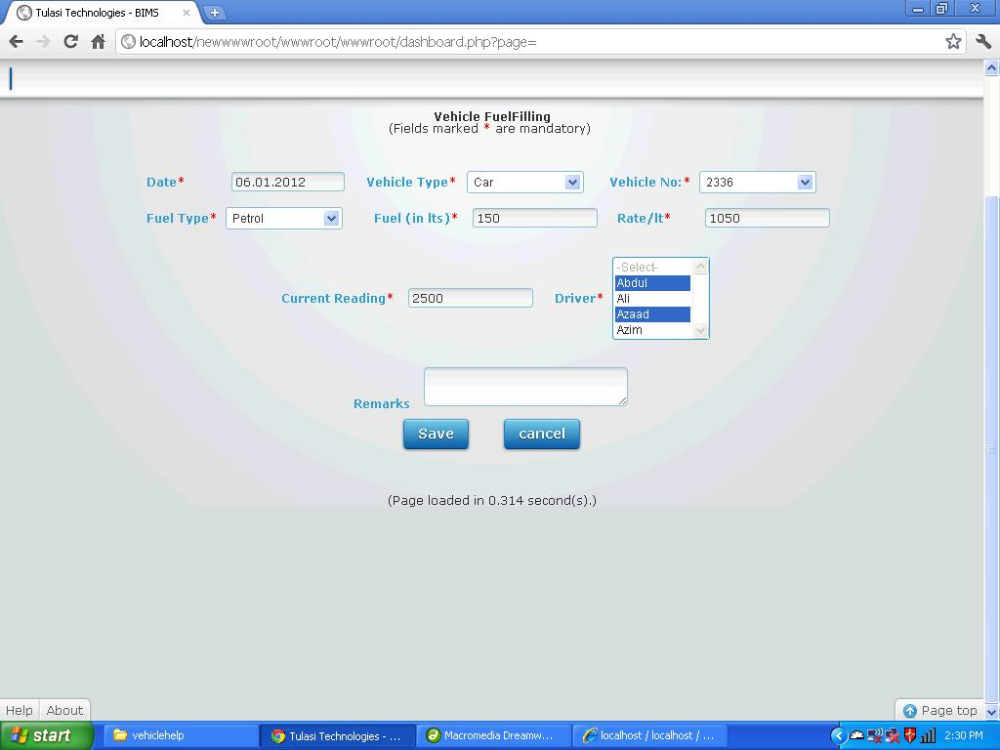 Tulasi Technologies - BIMS
localhost/newwwwroot/wwwroot/wwwroot/dashboard.php?page=
Vehicle FuelFilling
(Fields marked * are mandatory)
Date* 06.01.2012 Vehicle Type* Car Vehicle No:* 2336
Fuel Type* Petrol Fuel (in lts)* 150 Rate/lt* 1050
-Select-
Abdul
Current Reading* 2500 Driver* Ali
Azaad
Azim
Remarks
Save cancel
(Page loaded in 0.314 second(s).)
Help About Page top
start vehiclehelp Tulasi Technologies - ... Macromedia Dreamw... localhost / localhost / ... 2:30 PM